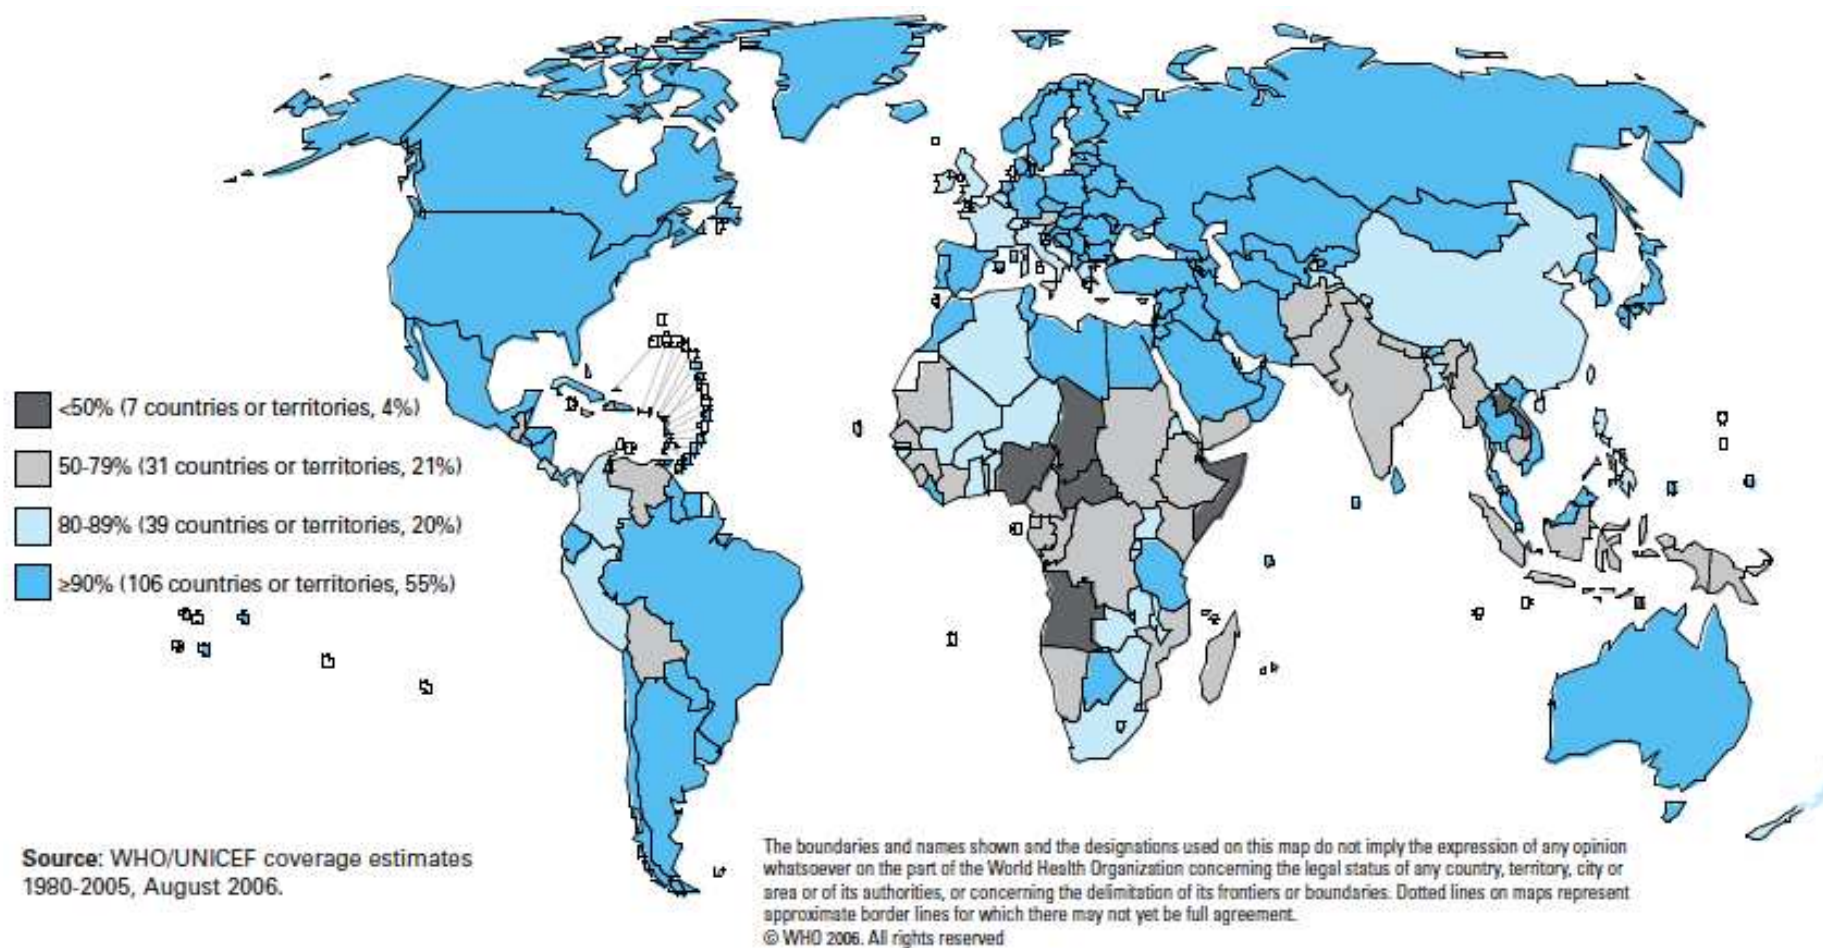 <50% (7 countries or territories, 4%)
50-79% (31 countries or territories, 21%)
80-89% (39 countries or territories, 20%)
≥90% (106 countries or territories, 55%)
Source: WHO/UNICEF coverage estimates
1980-2005, August 2006.
The boundaries and names shown and the designations used on this map do not imply the expression of any opinion
whatsoever on the part of the World Health Organization concerning the legal status of any country, territory, city or
area or of its authorities, or concerning the delimitation of its frontiers or boundaries. Dotted lines on maps represent
approximate border lines for which there may not yet be full agreement.
© WHO 2006. All rights reserved